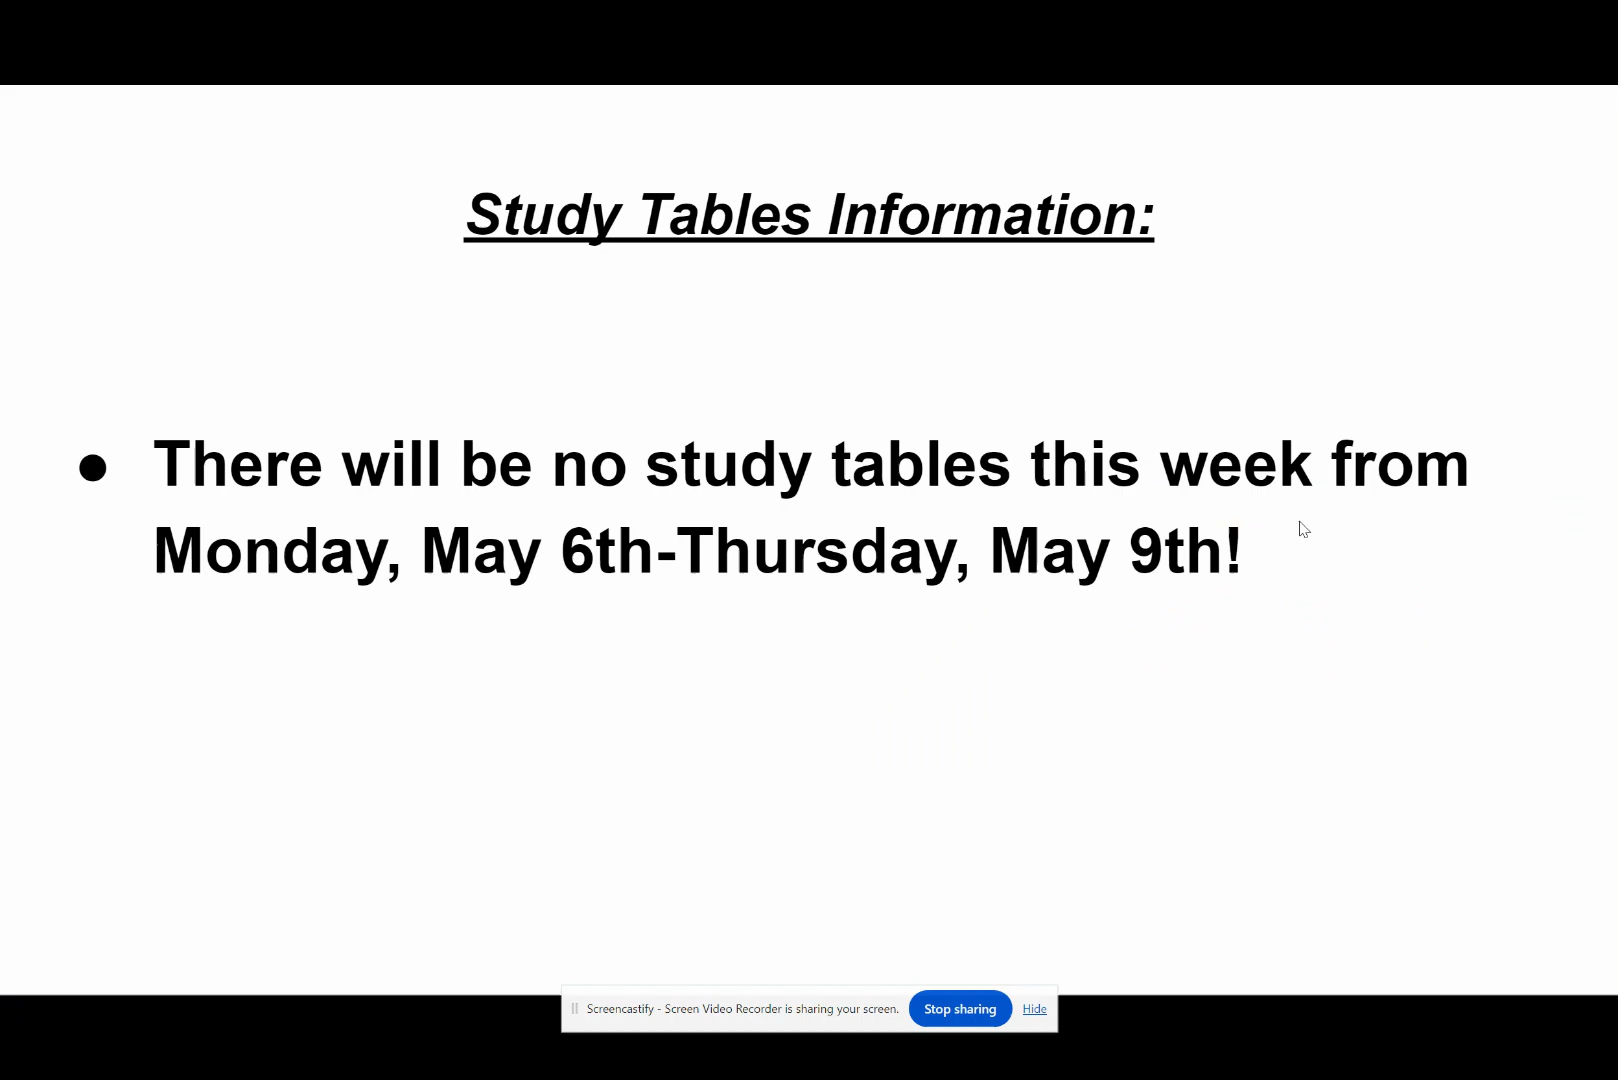 Study Tables Information:
● There will be no study tables this week from
Monday, May 6th-Thursday, May 9th!
Screencastify - Screen Video Recorder is sharing your screen. Stop sharing Hide